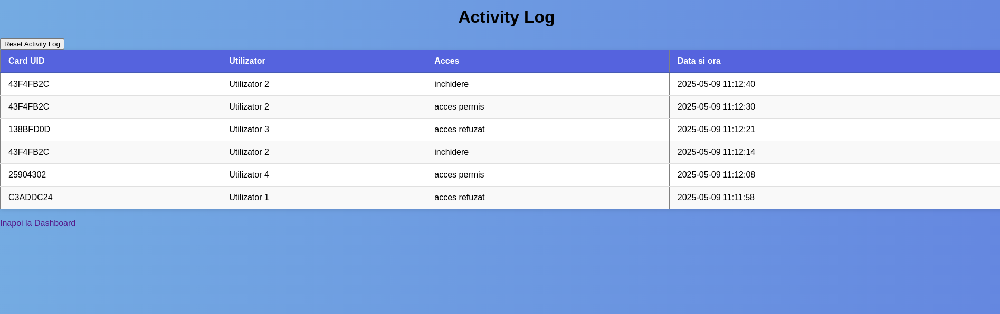 Activity Log
Reset Activity Log
Card UID Utilizator Acces Data si ora
43F4FB2C Utilizator 2 inchidere 2025-05-09 11:12:40
43F4FB2C Utilizator 2 acces permis 2025-05-09 11:12:30
138BFD0D Utilizator 3 acces refuzat 2025-05-09 11:12:21
43F4FB2C Utilizator 2 inchidere 2025-05-09 11:12:14
25904302 Utilizator 4 acces permis 2025-05-09 11:12:08
C3ADDC24 Utilizator 1 acces refuzat 2025-05-09 11:11:58
Inapoi la Dashboard